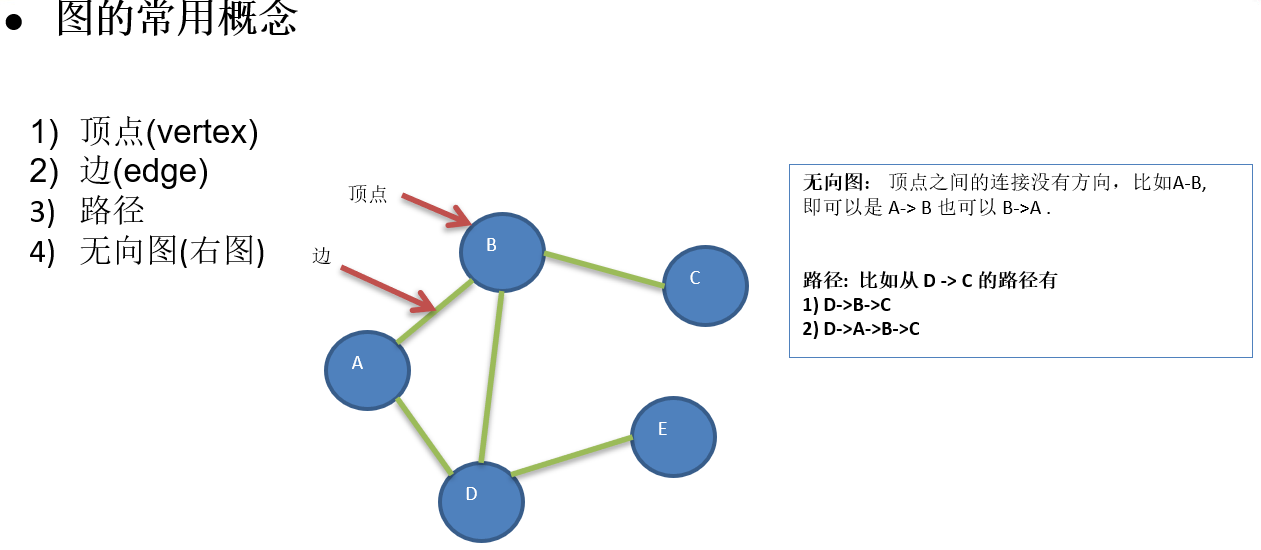 ● 图的常用概念
1) 顶点(vertex)
2) 边(edge)
3) 路径
4) 无向图(右图)
顶点
边
B
C
A
E
D
无向图: 顶点之间的连接没有方向，比如A-B,
即可以是 A-> B 也可以 B->A .
路径: 比如从 D -> C 的路径有
1) D->B->C
2) D->A->B->C